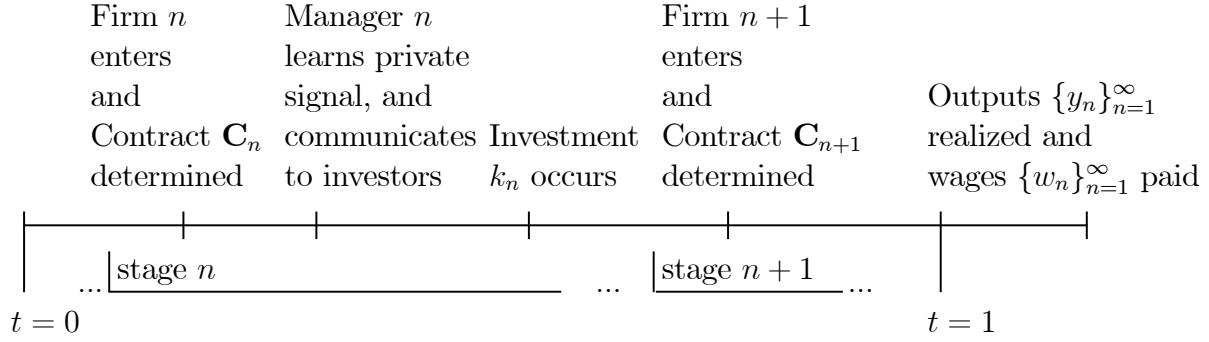 Firm n
enters
and
Contract C_n
determined
Manager n
learns private
signal, and
communicates
to investors
Investment
k_n occurs
Firm n + 1
enters
and
Contract C_{n+1}
determined
Outputs {y_n}_{n=1}^∞
realized and
wages {w_n}_{n=1}^∞ paid
... stage n ... stage n + 1 ...
t = 0 t = 1